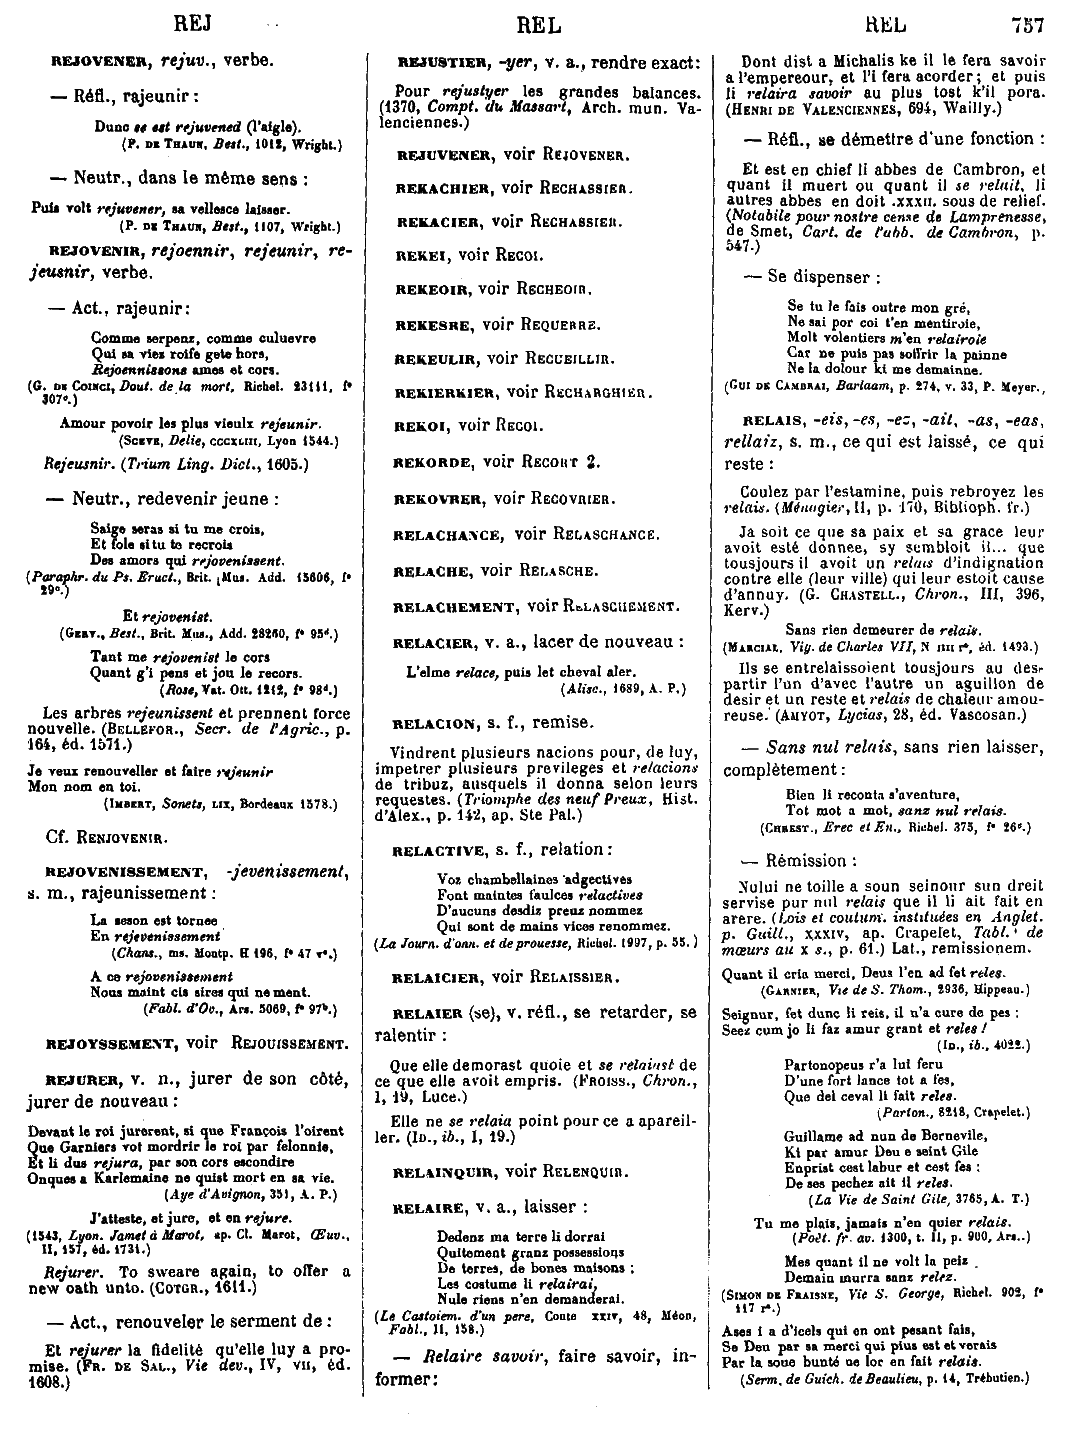 REJ
REL
REL 757
REJOVENER, rejuv., verbe.
— Réfl., rajeunir :
Dunc se est rejuvened (l'aigle).
(P. DE THAUN, Best., 1012, Wright.)
— Neutr., dans le même sens :
Puis volt rejuvener, sa vellesce laisser.
(P. DE THAUN, Best., 1107, Wright.)
REJOVENIR, rejoennir, rejeunir, re-
jeusnir, verbe.
— Act., rajeunir :
Comme serpenz, comme culuevre
Qui sa viez roife gete hors,
Rejoennissons ames et cors.
(G. DE COINCI, Dout. de la mort, Richel. 23111, f°
307c.)
Amour povoir les plus vieulx rejeunir.
(SCEVE, Delie, CCCXLIII, Lyon 1544.)
Rejeusnir. (Trium Ling. Dict., 1605.)
— Neutr., redevenir jeune :
Saige seras si tu me crois,
Et fole si tu te recrois
Des amors qui rejovenissent.
(Paraphr. du Ps. Eruct., Brit. Mus. Add. 15606, f°
29c.)
Et rejovenist.
(GERV., Best., Brit. Mus., Add. 28260, f° 95d.)
Tant me rejovenist le cors
Quant g'i pens et jou le recors.
(Rose, Vat. Ott. 1212, f° 98d.)
Les arbres rejeunissent et prennent force
nouvelle. (BELLEFOR., Secr. de l'Agric., p.
164, éd. 1571.)
Je veux renouveller et faire rejeunir
Mon nom en toi.
(IMBERT, Sonets, LIX, Bordeaux 1578.)
Cf. RENJOVENIR.
REJOVENISSEMENT, -jevenissement,
s. m., rajeunissement :
La seson est tornee
En rejevenissement
(Chans., ms. Montp. H 196, f° 47 r°.)
A ce rejovenissement
Nous maint cis sires qui ne ment.
(Fabl. d'Ov., Ars. 5069, f° 97b.)
REJOYSSEMENT, voir REJOUISSEMENT.
REJURER, v. n., jurer de son côté,
jurer de nouveau :
Devant le roi jurerent, si que François l'oirent
Que Garniers vot mordrir le roi par felonnie,
Et li dus rejura, par son cors escondire
Onques a Karlemaine ne quist mort en sa vie.
(Aye d'Avignon, 351, A. P.)
J'atteste, et jure, et en rejure.
(1543, Lyon. Jamet à Marot, ap. Cl. Marot, Œuv.,
II, 157, éd. 1731.)
Rejurer. To sweare again, to offer a
new oath unto. (COTGR., 1611.)
— Act., renouveler le serment de :
Et rejurer la fidelité qu'elle luy a pro-
mise. (FR. DE SAL., Vie dev., IV, VII, éd.
1608.)
REJUSTIER, -yer, v. a., rendre exact :
Pour rejustyer les grandes balances.
(1370, Compt. du Massart, Arch. mun. Va-
lenciennes.)
REJUVENER, voir REJOVENER.
REKACHIER, voir RECHASSIER.
REKACIER, voir RECHASSIER.
REKEI, voir RECOI.
REKEOIR, voir RECHEOIR.
REKESRE, voir REQUERRE.
REKEULIR, voir RECUEILLIR.
REKIERKIER, voir RECHARGHIER.
REKOI, voir RECOI.
REKORDE, voir RECORT 2.
REKOVRER, voir RECOVRIER.
RELACHANCE, voir RELASCHANCE.
RELACHE, voir RELASCHE.
RELACHEMENT, voir RELASCHEMENT.
RELACIER, v. a., lacer de nouveau :
L'elme relace, puis let cheval aler.
(Alisc., 1689, A. P.)
RELACION, s. f., remise.
Vindrent plusieurs nacions pour, de luy,
impetrer plusieurs previleges et relacions
de tribuz, ausquels il donna selon leurs
requestes. (Triomphe des neuf Preux, Hist.
d'Alex., p. 142, ap. Ste Pal.)
RELACTIVE, s. f., relation :
Voz chambellaines adgectives
Font maintes faulces relactives
D'aucuns desdiz preuz nommez
Qui sont de mains vices renommez.
(La Journ. d'onn. et de prouesse, Richel. 1997, p. 55.)
RELAICIER, voir RELAISSIER.
RELAIER (se), v. réfl., se retarder, se
ralentir :
Que elle demorast quoie et se relaiast de
ce que elle avoit empris. (FROISS., Chron.,
I, 19, Luce.)
Elle ne se relaia point pour ce a apareil-
ler. (ID., ib., I, 19.)
RELAINQUIR, voir RELENQUIR.
RELAIRE, v. a., laisser :
Dedenz ma terre li dorrai
Quitement granz possessions
De terres, de bones maisons ;
Les costume li relairai,
Nule riens n'en demanderai.
(Le Castoiem. d'un pere, Conte XXIV, 48, Méon,
Fabl., II, 158.)
— Relaire savoir, faire savoir, in-
former :
Dont dist a Michalis ke il le fera savoir
a l'empereour, et l'i fera acorder ; et puis
li relaira savoir au plus tost k'il pora.
(HENRI DE VALENCIENNES, 694, Wailly.)
— Réfl., se démettre d'une fonction :
Et est en chief li abbes de Cambron, et
quant il muert ou quant il se relait, li
autres abbes en doit .XXXII. sous de relief.
(Notabile pour nostre cense de Lamprenesse,
de Smet, Cart. de l'abb. de Cambron, p.
547.)
— Se dispenser :
Se tu le fais outre mon gré,
Ne sai por coi t'en mentiroie,
Molt volentiers m'en relairoie
Car ne puis pas soffrir la painne
Ne la dolour ki me demainne.
(GUI DE CAMBRAI, Barlaam, p. 274, v. 33, P. Meyer.,
RELAIS, -eis, -es, -ez, -ail, -as, -eas,
rellaiz, s. m., ce qui est laissé, ce qui
reste :
Coulez par l'estamine, puis rebroyez les
relais. (Ménagier, II, p. 170, Biblioph. fr.)
Ja soit ce que sa paix et sa grace leur
avoit esté donnee, sy sembloit il... que
tousjours il avoit un relais d'indignation
contre elle (leur ville) qui leur estoit cause
d'annuy. (G. CHASTELL., Chron., III, 396,
Kerv.)
Sans rien demeurer de relais.
(MARCIAL, Vig. de Charles VII, N IIII r°, éd. 1493.)
Ils se entrelaissoient tousjours au des-
partir l'un d'avec l'autre un aguillon de
desir et un reste et relais de chaleur amou-
reuse. (AMYOT, Lycias, 28, éd. Vascosan.)
— Sans nul relais, sans rien laisser,
complètement :
Bien li reconta s'aventure,
Tot mot a mot, sanz nul relais.
(CHREST., Erec et En., Richel. 375, f° 26c.)
— Rémission :
Nului ne toille a soun seinour sun dreit
servise pur nul relais que il li ait fait en
arere. (Lois et coutum. instituées en Anglet.
p. Guill., XXXIV, ap. Crapelet, Tabl. de
mœurs au X s., p. 61.) Lat., remissionem.
Quant il cria merci, Deus l'en ad fet reles.
(GARNIER, Vie de S. Thom., 2936, Hippeau.)
Seignur, fet dunc li reis, il n'a cure de pes :
Seez cum jo li faz amur grant et reles !
(ID., ib., 4022.)
Partonopeus r'a lui feru
D'une fort lance tot a fes,
Que del ceval li fait reles.
(Parton., 8218, Crapelet.)
Guillame ad nun de Bernevile,
Ki par amur Deu e seint Gile
Enprist cest labur et cest fes :
De ses pechez ait il reles.
(La Vie de Saint Gile, 3765, A. T.)
Tu me plais, jamais n'en quier relais.
(Poët. fr. av. 1300, t. II, p. 900, Ars..)
Mes quant il ne volt la peiz
Demain murra sanz relez.
(SIMON DE FRAISNE, Vie S. George, Richel. 902, f°
117 r°.)
Ases i a d'icels qui en ont pesant fais,
Se Deu par sa merci qui pius est et verais
Par la soue bunté ne lor en fait relais.
(Serm. de Guich. de Beaulieu, p. 14, Trébutien.)